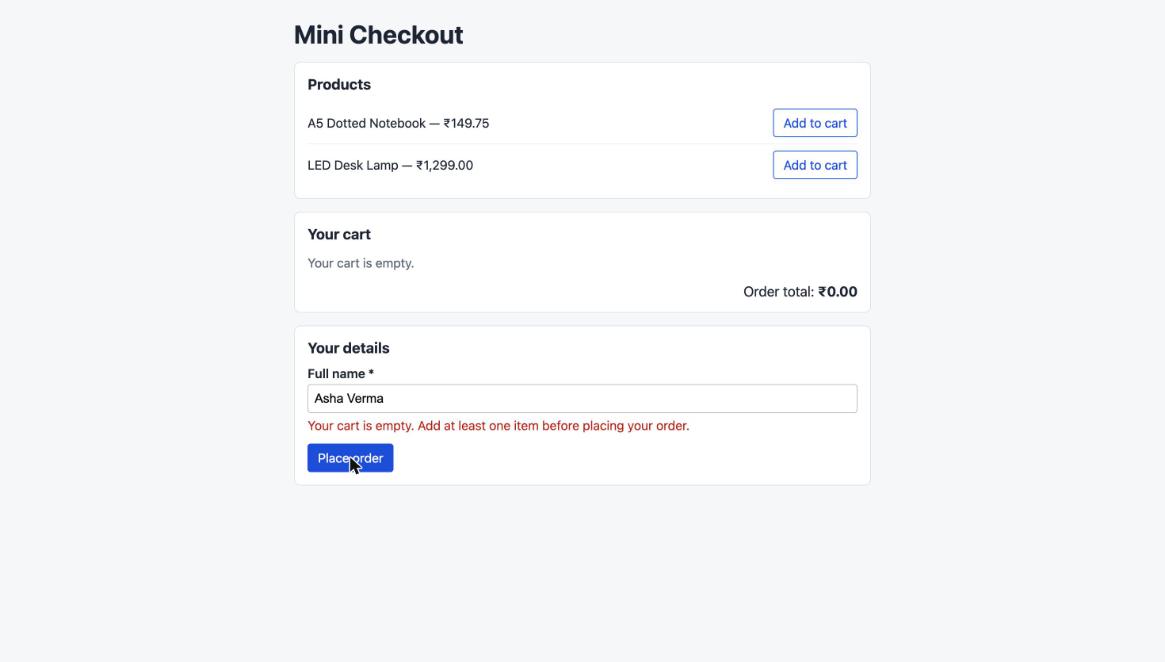 Mini Checkout
Products
A5 Dotted Notebook — ₹149.75
Add to cart
LED Desk Lamp — ₹1,299.00
Add to cart
Your cart
Your cart is empty.
Order total: ₹0.00
Your details
Full name *
Asha Verma
Your cart is empty. Add at least one item before placing your order.
Place order